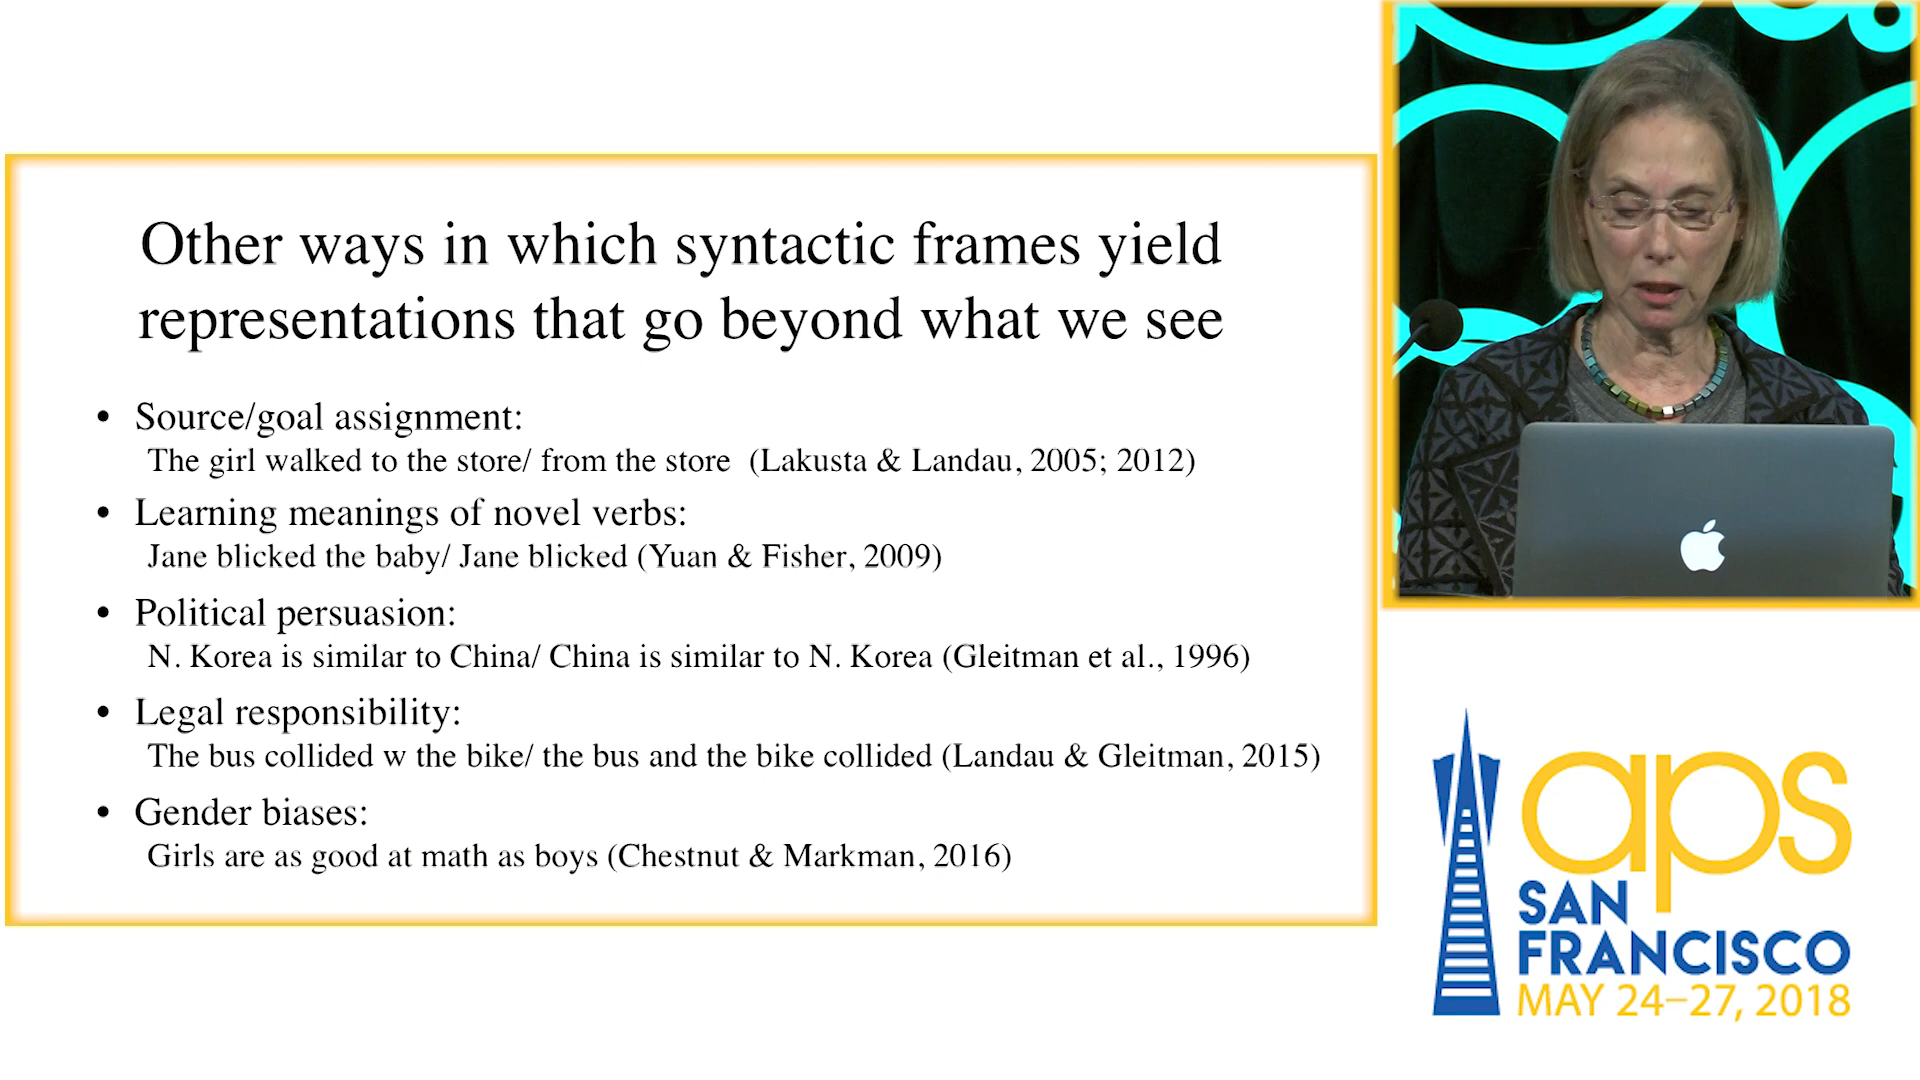 Other ways in which syntactic frames yield
representations that go beyond what we see
• Source/goal assignment:
The girl walked to the store/ from the store (Lakusta & Landau, 2005; 2012)
• Learning meanings of novel verbs:
Jane blicked the baby/ Jane blicked (Yuan & Fisher, 2009)
• Political persuasion:
N. Korea is similar to China/ China is similar to N. Korea (Gleitman et al., 1996)
• Legal responsibility:
The bus collided w the bike/ the bus and the bike collided (Landau & Gleitman, 2015)
• Gender biases:
Girls are as good at math as boys (Chestnut & Markman, 2016)
aps
SAN
FRANCISCO
MAY 24–27, 2018